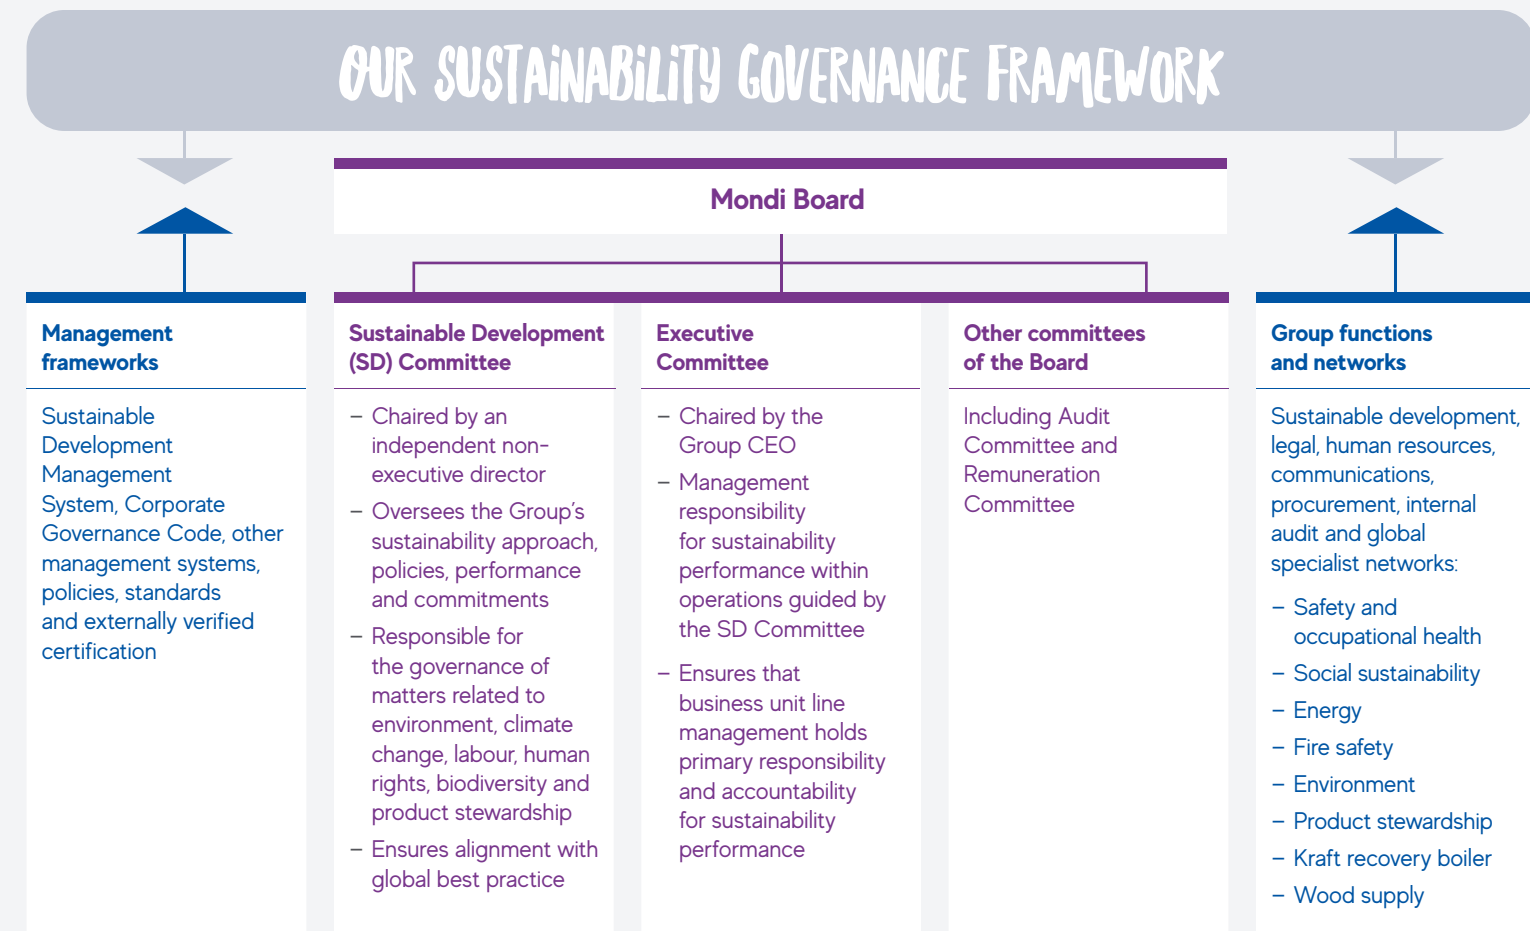 OUR SUSTAINABILITY GOVERNANCE FRAMEWORK
Mondi Board
Management
frameworks
Sustainable
Development
Management
System, Corporate
Governance Code, other
management systems,
policies, standards
and externally verified
certification
Sustainable Development
(SD) Committee
– Chaired by an
independent non-
executive director
– Oversees the Group's
sustainability approach,
policies, performance
and commitments
– Responsible for
the governance of
matters related to
environment, climate
change, labour, human
rights, biodiversity and
product stewardship
– Ensures alignment with
global best practice
Executive
Committee
– Chaired by the
Group CEO
– Management
responsibility
for sustainability
performance within
operations guided by
the SD Committee
– Ensures that
business unit line
management holds
primary responsibility
and accountability
for sustainability
performance
Other committees
of the Board
Including Audit
Committee and
Remuneration
Committee
Group functions
and networks
Sustainable development,
legal, human resources,
communications,
procurement, internal
audit and global
specialist networks:
– Safety and
occupational health
– Social sustainability
– Energy
– Fire safety
– Environment
– Product stewardship
– Kraft recovery boiler
– Wood supply